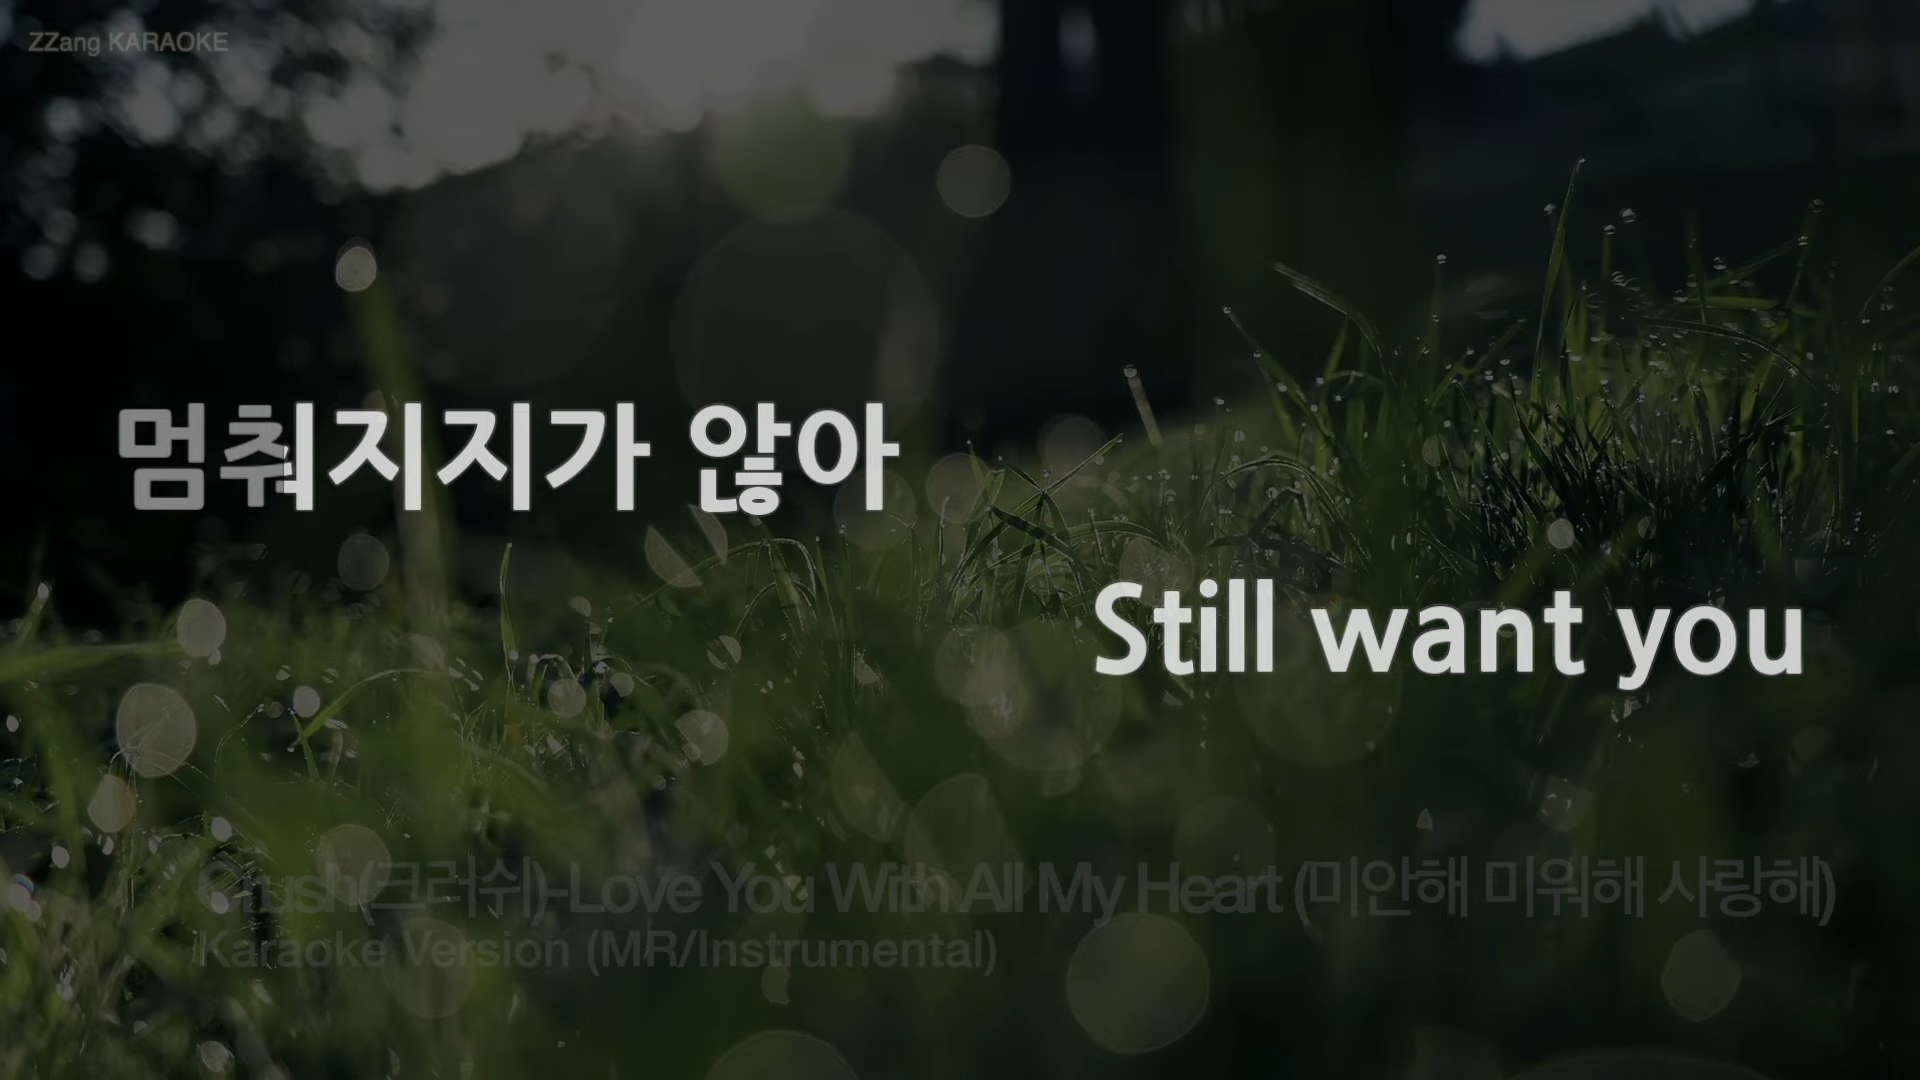 ZZang KARAOKE
멈춰지지가 않아
Still want you
Crush(크러쉬)-Love You With All My Heart (미안해 미워해 사랑해)
Karaoke Version (MR/Instrumental)